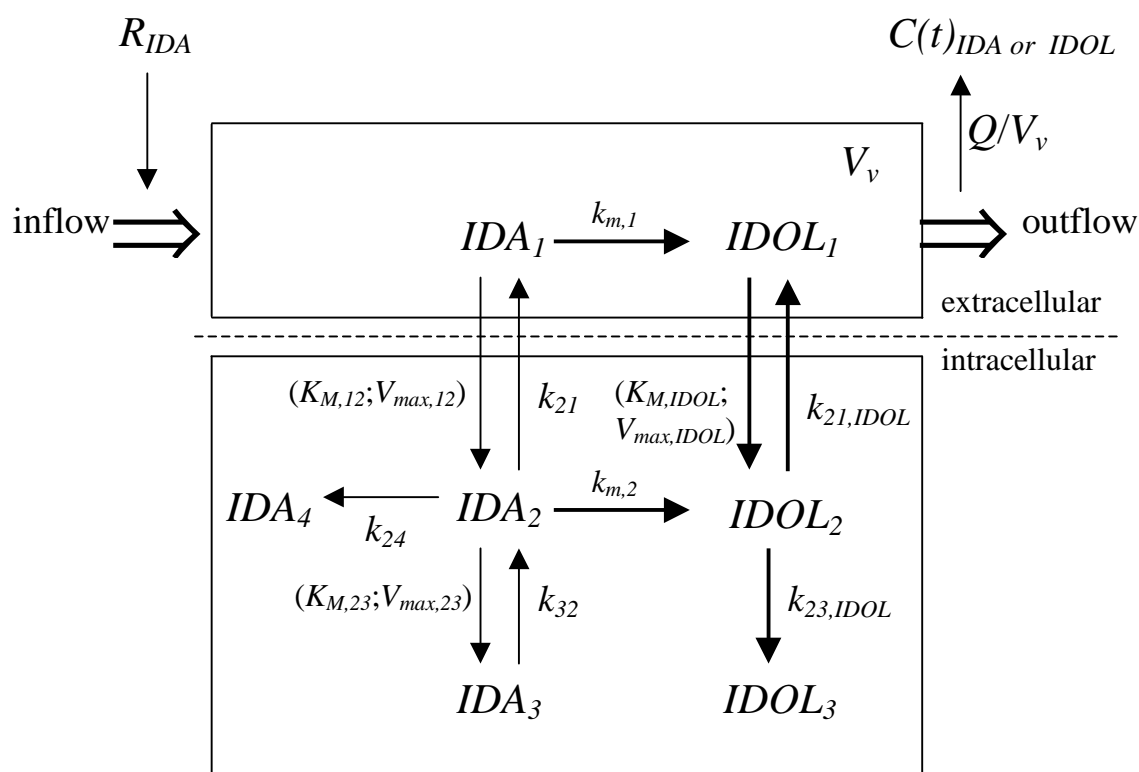 R_IDA
C(t)_IDA or IDOL
Q/V_v
V_v
inflow
IDA_1
k_m,1
IDOL_1
outflow
extracellular
intracellular
(K_M,12;V_max,12)
k_21
(K_M,IDOL;
V_max,IDOL)
k_21,IDOL
IDA_4
k_24
IDA_2
k_m,2
IDOL_2
(K_M,23;V_max,23)
k_32
k_23,IDOL
IDA_3
IDOL_3